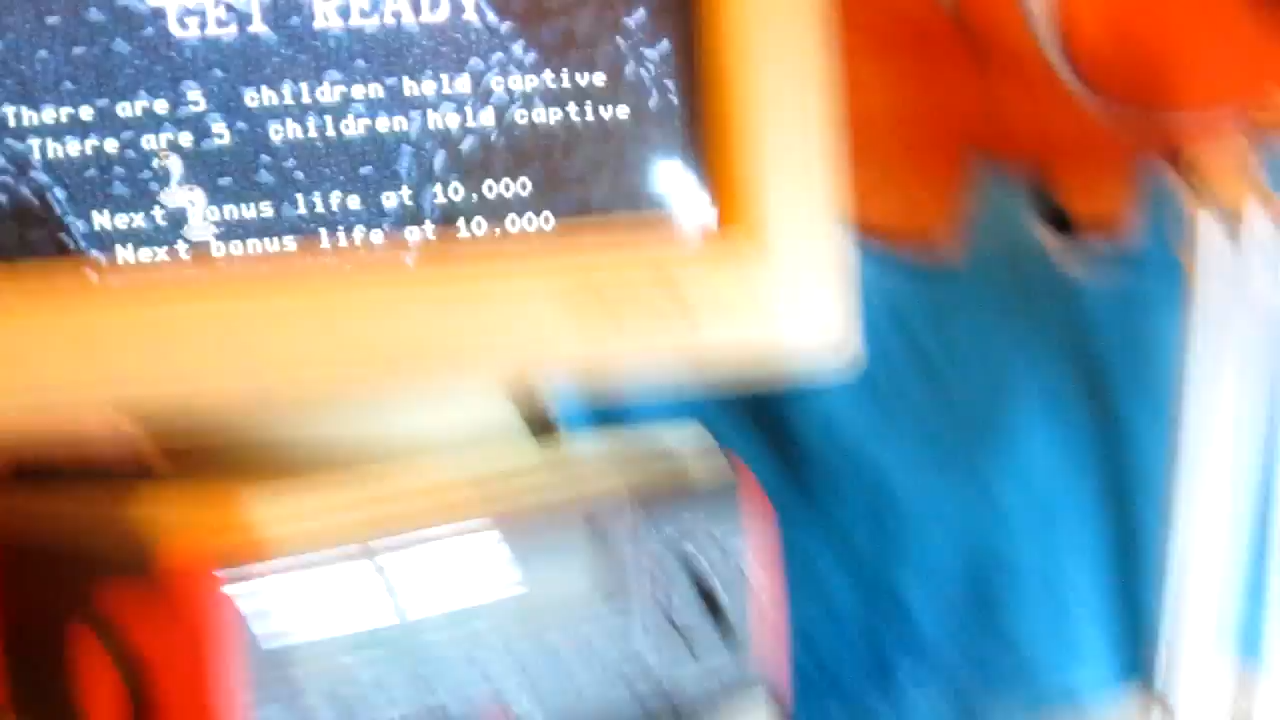 GET READY
There are 5 children held captive
There are 5 children held captive
Next bonus life at 10,000
Next bonus life at 10,000